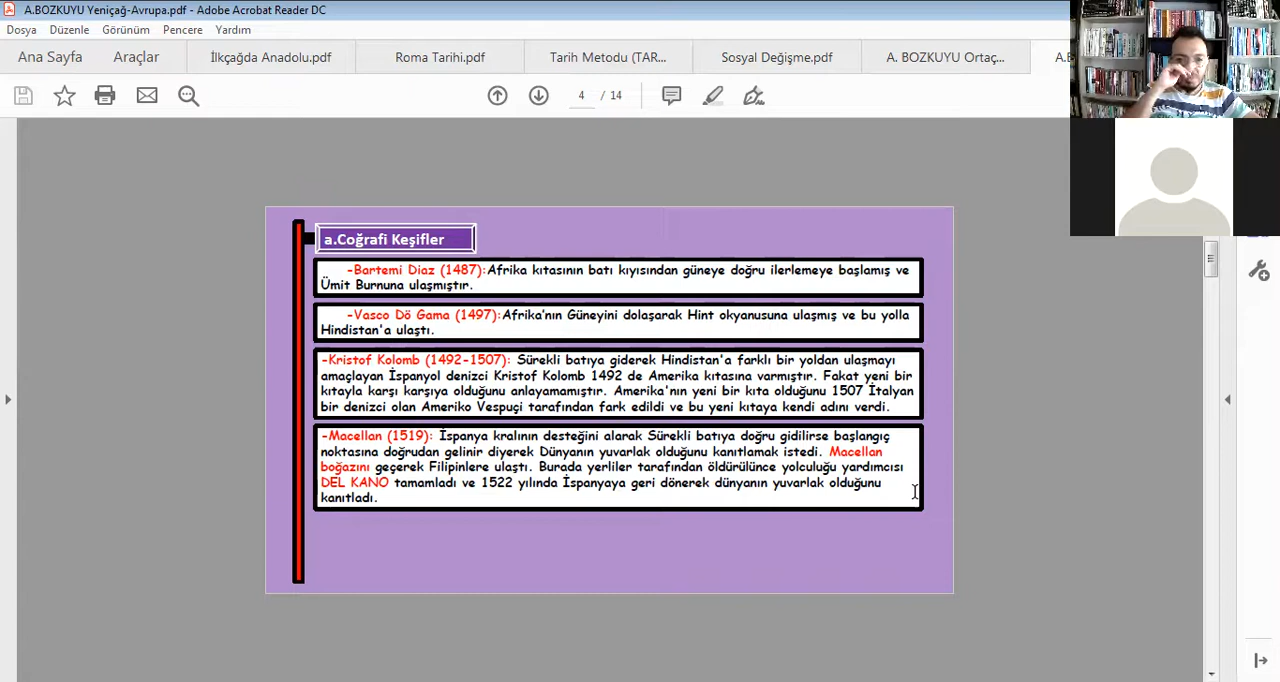 A.BOZKUYU Yeniçağ-Avrupa.pdf - Adobe Acrobat Reader DC
Dosya Düzenle Görünüm Pencere Yardım
Ana Sayfa Araçlar İlkçağda Anadolu.pdf Roma Tarihi.pdf Tarih Metodu (TAR... Sosyal Değişme.pdf A. BOZKUYU Ortaç... A.B
4 / 14
a.Coğrafi Keşifler
-Bartemi Diaz (1487):Afrika kıtasının batı kıyısından güneye doğru ilerlemeye başlamış ve
Ümit Burnuna ulaşmıştır.
-Vasco Dö Gama (1497):Afrika'nın Güneyini dolaşarak Hint okyanusuna ulaşmış ve bu yolla
Hindistan'a ulaştı.
-Kristof Kolomb (1492-1507): Sürekli batıya giderek Hindistan'a farklı bir yoldan ulaşmayı
amaçlayan İspanyol denizci Kristof Kolomb 1492 de Amerika kıtasına varmıştır. Fakat yeni bir
kıtayla karşı karşıya olduğunu anlayamamıştır. Amerika'nın yeni bir kıta olduğunu 1507 İtalyan
bir denizci olan Ameriko Vespuçi tarafından fark edildi ve bu yeni kıtaya kendi adını verdi.
-Macellan (1519): İspanya kralının desteğini alarak Sürekli batıya doğru gidilirse başlangıç
noktasına doğrudan gelinir diyerek Dünyanın yuvarlak olduğunu kanıtlamak istedi. Macellan
boğazını geçerek Filipinlere ulaştı. Burada yerliler tarafından öldürülünce yolculuğu yardımcısı
DEL KANO tamamladı ve 1522 yılında İspanyaya geri dönerek dünyanın yuvarlak olduğunu
kanıtladı.